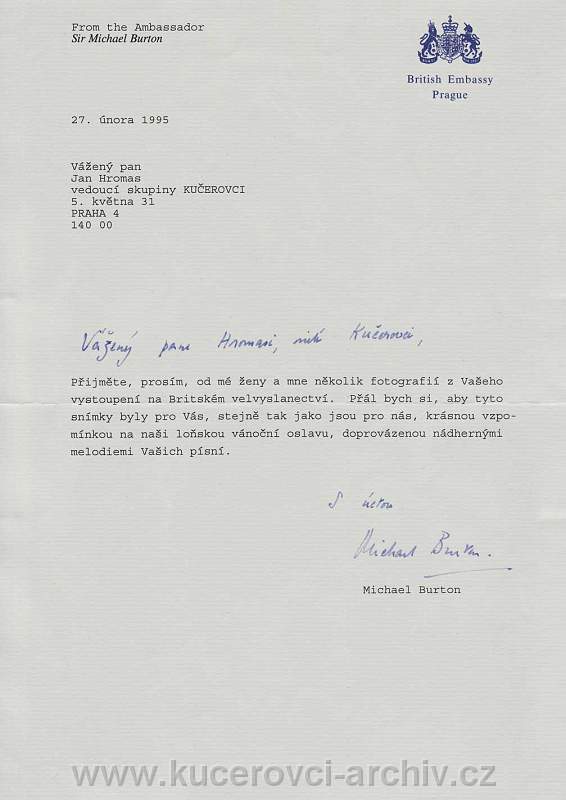 From the Ambassador
Sir Michael Burton
British Embassy
Prague
27. února 1995
Vážený pan
Jan Hromas
vedoucí skupiny KUČEROVCI
5. května 31
PRAHA 4
140 00
Vážený pane Hromasi, milí Kučerovci,
Přijměte, prosím, od mé ženy a mne několik fotografií z Vašeho
vystoupení na Britském velvyslanectví. Přál bych si, aby tyto
snímky byly pro Vás, stejně tak jako jsou pro nás, krásnou vzpo-
mínkou na naši loňskou vánoční oslavu, doprovázenou nádhernými
melodiemi Vašich písní.
S úctou
Michael Burton.
Michael Burton
www.kucerovci-archiv.cz